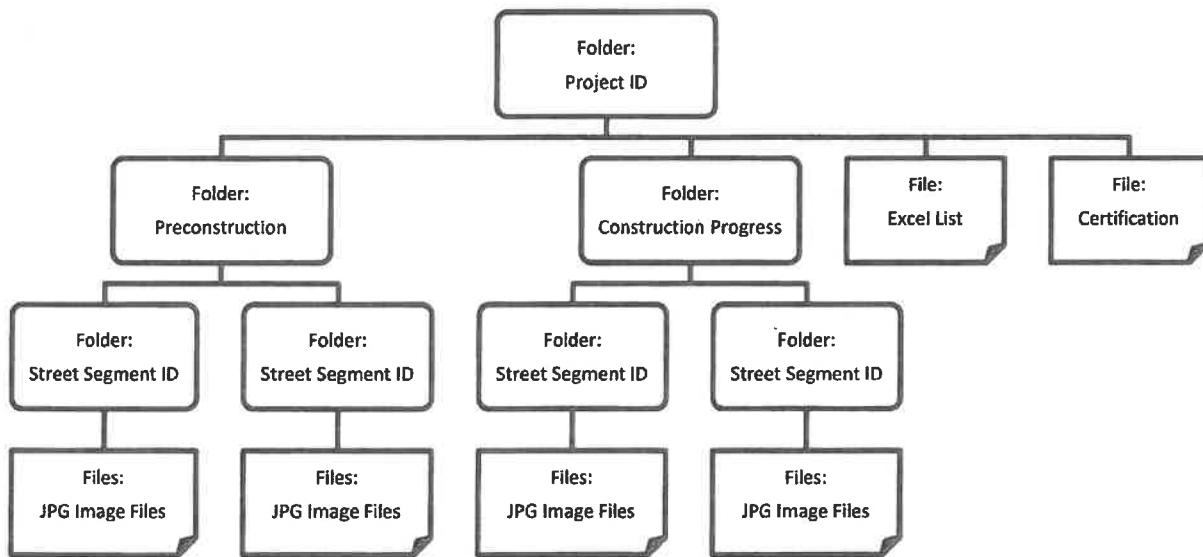 Folder:
Project ID
Folder:
Preconstruction
Folder:
Construction Progress
File:
Excel List
File:
Certification
Folder:
Street Segment ID
Folder:
Street Segment ID
Folder:
Street Segment ID
Folder:
Street Segment ID
Files:
JPG Image Files
Files:
JPG Image Files
Files:
JPG Image Files
Files:
JPG Image Files